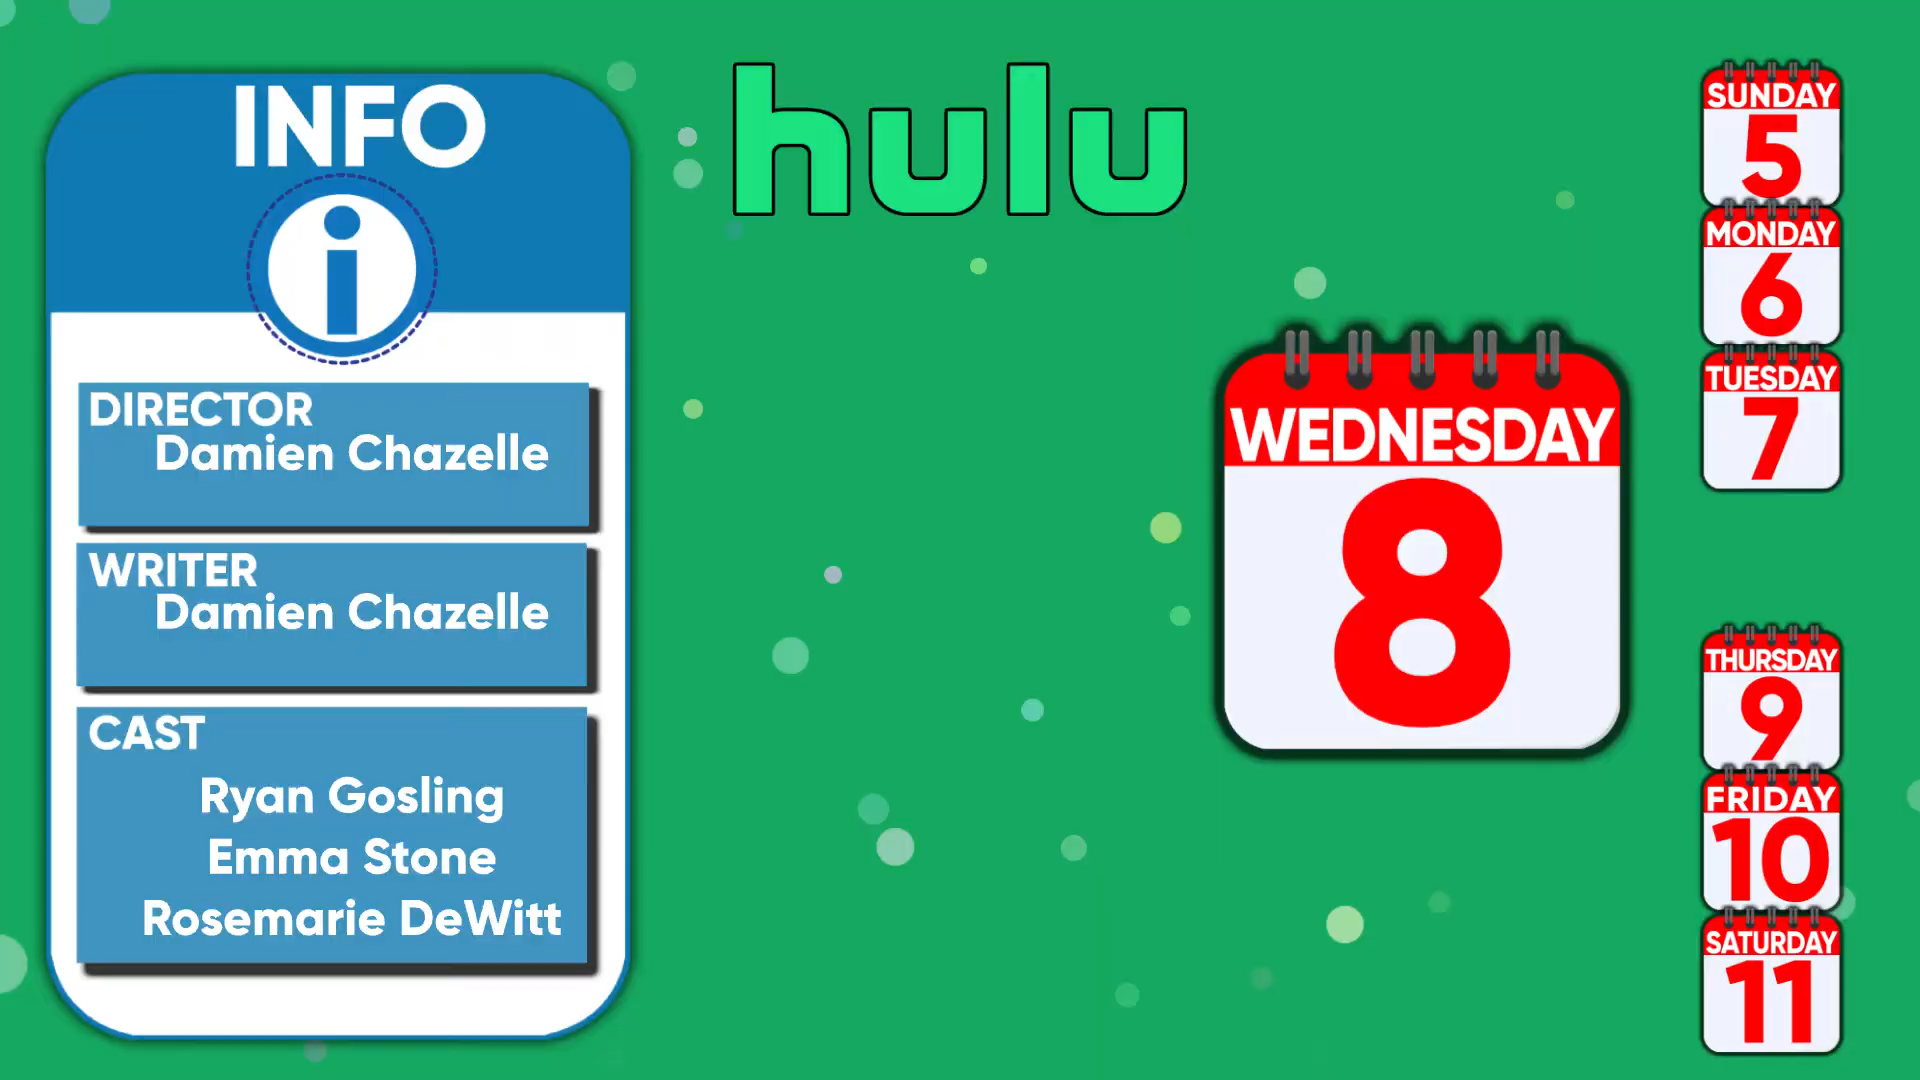 INFO
i
DIRECTOR
Damien Chazelle
WRITER
Damien Chazelle
CAST
Ryan Gosling
Emma Stone
Rosemarie DeWitt
hulu
WEDNESDAY
8
SUNDAY
5
MONDAY
6
TUESDAY
7
THURSDAY
9
FRIDAY
10
SATURDAY
11